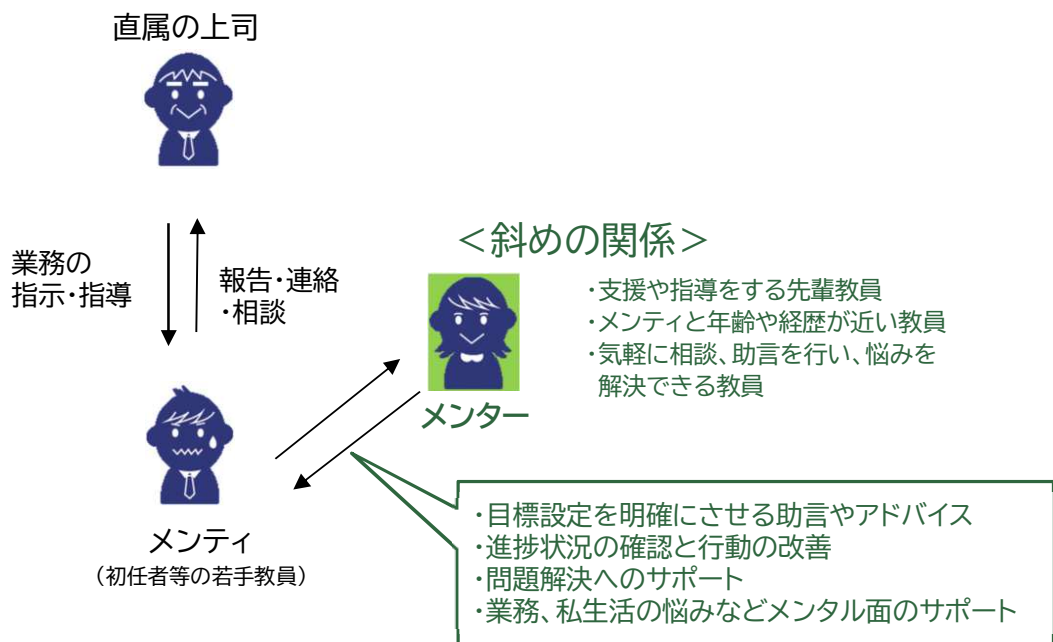 直属の上司
業務の
指示・指導
報告・連絡
・相談
＜斜めの関係＞
・支援や指導をする先輩教員
・メンティと年齢や経歴が近い教員
・気軽に相談、助言を行い、悩みを
解決できる教員
メンター
メンティ
（初任者等の若手教員）
・目標設定を明確にさせる助言やアドバイス
・進捗状況の確認と行動の改善
・問題解決へのサポート
・業務、私生活の悩みなどメンタル面のサポート